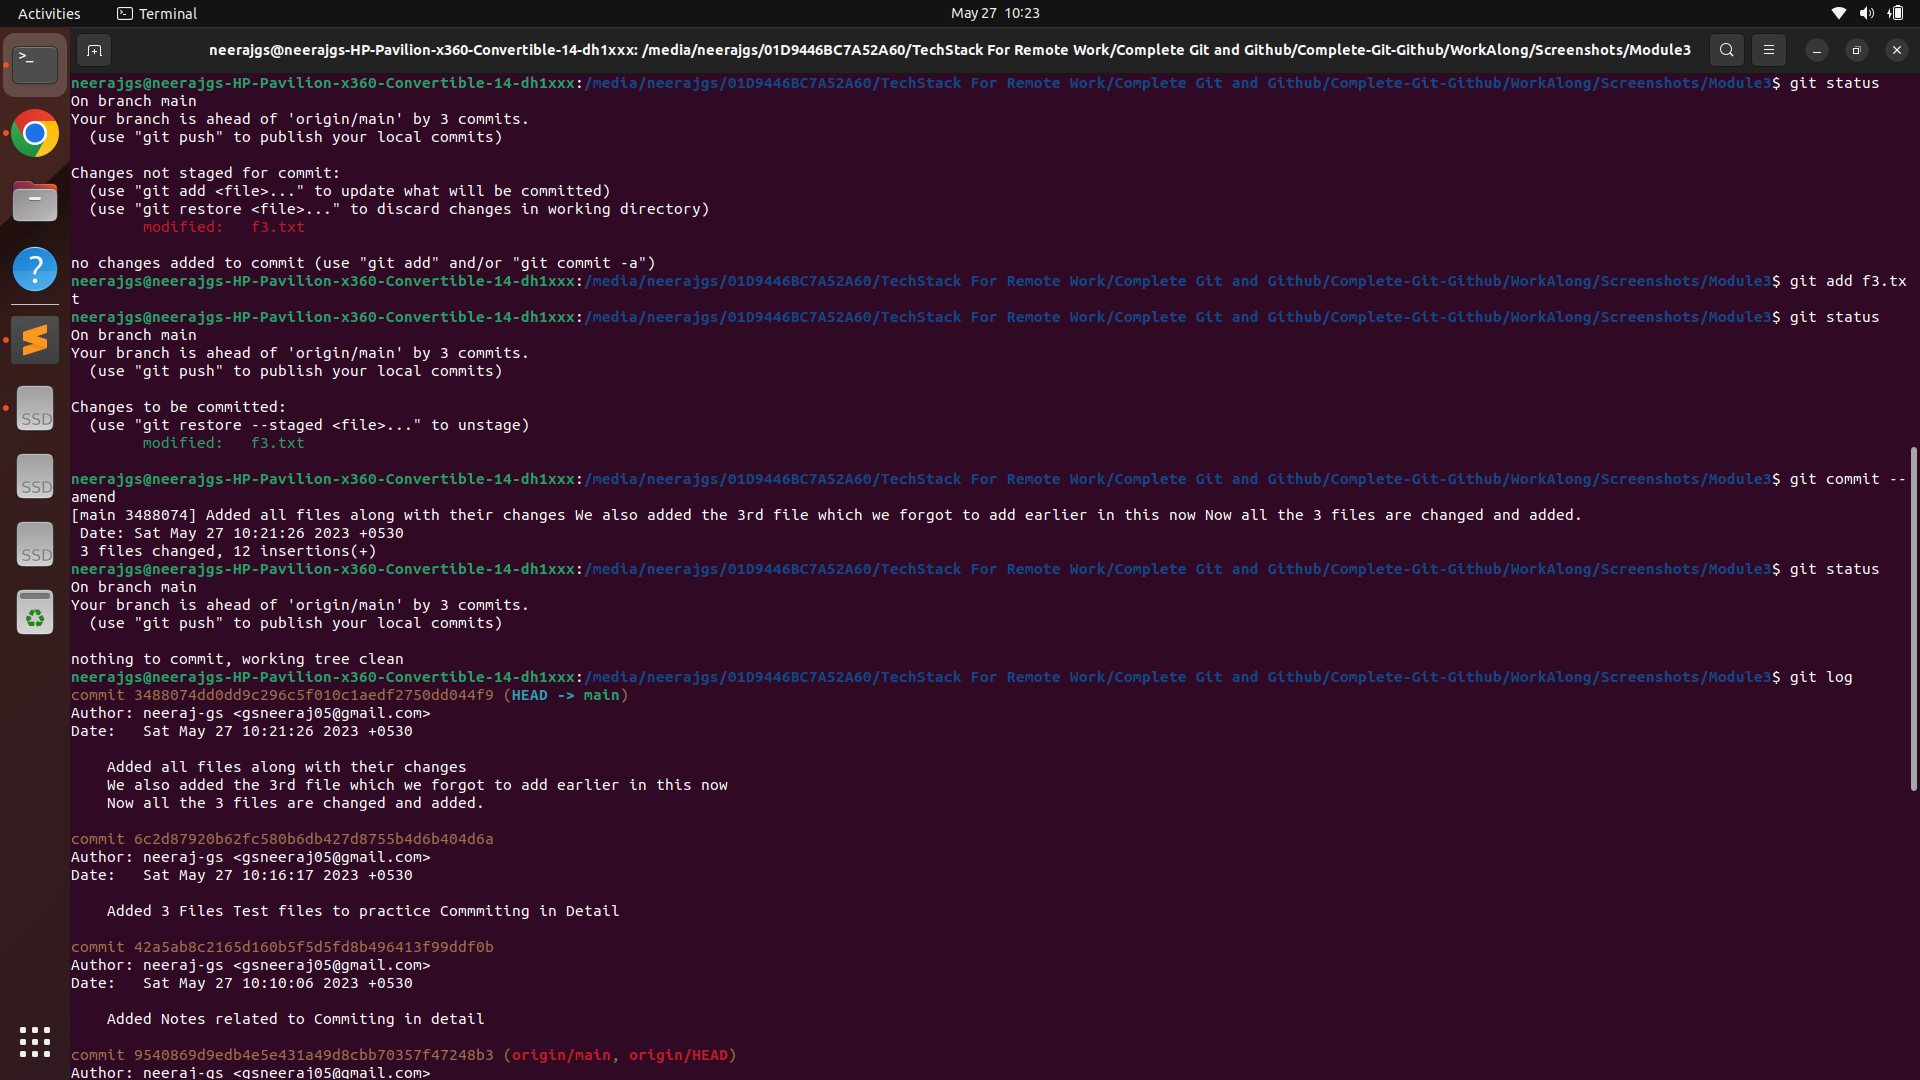 Activities
Terminal
May 27 10:23
neerajgs@neerajgs-HP-Pavilion-x360-Convertible-14-dh1xxx: /media/neerajgs/01D9446BC7A52A60/TechStack For Remote Work/Complete Git and Github/Complete-Git-Github/WorkAlong/Screenshots/Module3
neerajgs@neerajgs-HP-Pavilion-x360-Convertible-14-dh1xxx:/media/neerajgs/01D9446BC7A52A60/TechStack For Remote Work/Complete Git and Github/Complete-Git-Github/WorkAlong/Screenshots/Module3$ git status
On branch main
Your branch is ahead of 'origin/main' by 3 commits.
  (use "git push" to publish your local commits)
Changes not staged for commit:
  (use "git add <file>..." to update what will be committed)
  (use "git restore <file>..." to discard changes in working directory)
        modified:   f3.txt
no changes added to commit (use "git add" and/or "git commit -a")
neerajgs@neerajgs-HP-Pavilion-x360-Convertible-14-dh1xxx:/media/neerajgs/01D9446BC7A52A60/TechStack For Remote Work/Complete Git and Github/Complete-Git-Github/WorkAlong/Screenshots/Module3$ git add f3.tx
t
neerajgs@neerajgs-HP-Pavilion-x360-Convertible-14-dh1xxx:/media/neerajgs/01D9446BC7A52A60/TechStack For Remote Work/Complete Git and Github/Complete-Git-Github/WorkAlong/Screenshots/Module3$ git status
On branch main
Your branch is ahead of 'origin/main' by 3 commits.
  (use "git push" to publish your local commits)
Changes to be committed:
  (use "git restore --staged <file>..." to unstage)
        modified:   f3.txt
neerajgs@neerajgs-HP-Pavilion-x360-Convertible-14-dh1xxx:/media/neerajgs/01D9446BC7A52A60/TechStack For Remote Work/Complete Git and Github/Complete-Git-Github/WorkAlong/Screenshots/Module3$ git commit --
amend
[main 3488074] Added all files along with their changes We also added the 3rd file which we forgot to add earlier in this now Now all the 3 files are changed and added.
 Date: Sat May 27 10:21:26 2023 +0530
 3 files changed, 12 insertions(+)
neerajgs@neerajgs-HP-Pavilion-x360-Convertible-14-dh1xxx:/media/neerajgs/01D9446BC7A52A60/TechStack For Remote Work/Complete Git and Github/Complete-Git-Github/WorkAlong/Screenshots/Module3$ git status
On branch main
Your branch is ahead of 'origin/main' by 3 commits.
  (use "git push" to publish your local commits)
nothing to commit, working tree clean
neerajgs@neerajgs-HP-Pavilion-x360-Convertible-14-dh1xxx:/media/neerajgs/01D9446BC7A52A60/TechStack For Remote Work/Complete Git and Github/Complete-Git-Github/WorkAlong/Screenshots/Module3$ git log
commit 3488074dd0dd9c296c5f010c1aedf2750dd044f9 (HEAD -> main)
Author: neeraj-gs <gsneeraj05@gmail.com>
Date:   Sat May 27 10:21:26 2023 +0530
    Added all files along with their changes
    We also added the 3rd file which we forgot to add earlier in this now
    Now all the 3 files are changed and added.
commit 6c2d87920b62fc580b6db427d8755b4d6b404d6a
Author: neeraj-gs <gsneeraj05@gmail.com>
Date:   Sat May 27 10:16:17 2023 +0530
    Added 3 Files Test files to practice Commmiting in Detail
commit 42a5ab8c2165d160b5f5d5fd8b496413f99ddf0b
Author: neeraj-gs <gsneeraj05@gmail.com>
Date:   Sat May 27 10:10:06 2023 +0530
    Added Notes related to Commiting in detail
commit 9540869d9edb4e5e431a49d8cbb70357f47248b3 (origin/main, origin/HEAD)
Author: neeraj-gs <gsneeraj05@gmail.com>
SSD
SSD
SSD